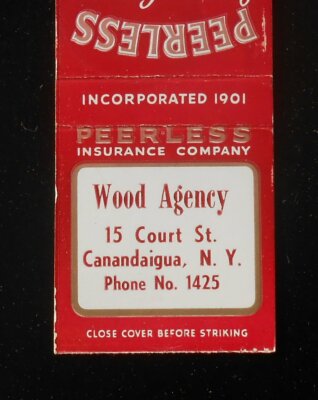 PEERLESS
INCORPORATED 1901
PEERLESS
INSURANCE COMPANY
Wood Agency
15 Court St.
Canandaigua, N. Y.
Phone No. 1425
CLOSE COVER BEFORE STRIKING